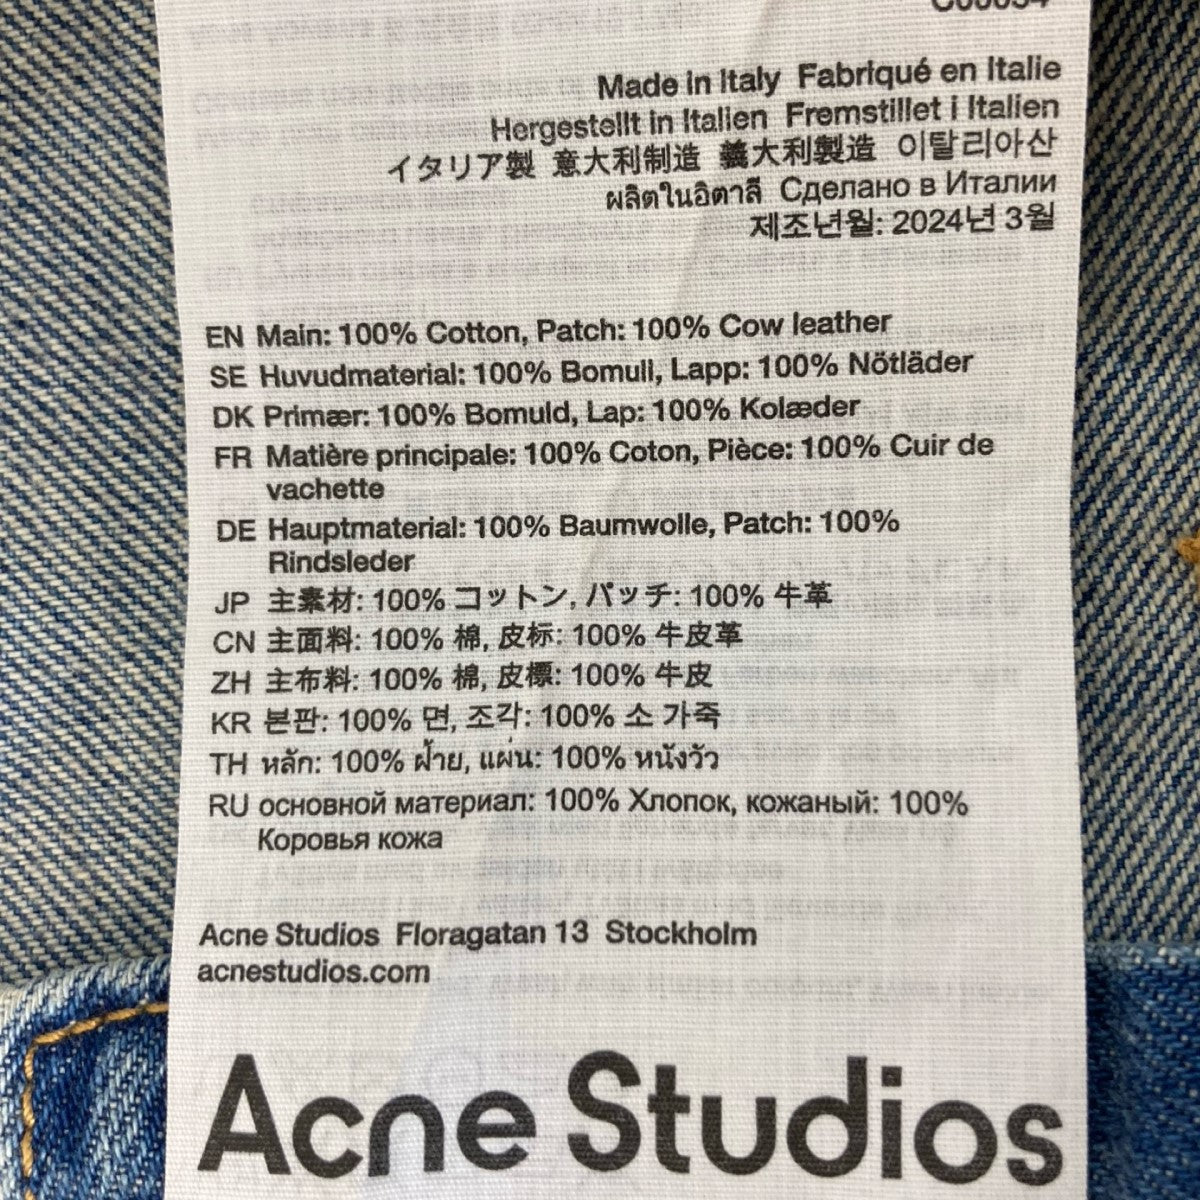 Made in Italy Fabriqué en Italie
Hergestellt in Italien Fremstillet i Italien
イタリア製 意大利制造 義大利製造 이탈리아산
ผลิตในอิตาลี Сделано в Италии
제조년월: 2024년 3월
EN Main: 100% Cotton, Patch: 100% Cow leather
SE Huvudmaterial: 100% Bomull, Lapp: 100% Nötläder
DK Primær: 100% Bomuld, Lap: 100% Kolæder
FR Matière principale: 100% Coton, Pièce: 100% Cuir de
vachette
DE Hauptmaterial: 100% Baumwolle, Patch: 100%
Rindsleder
JP 主素材: 100% コットン, パッチ: 100% 牛革
CN 主面料: 100% 棉, 皮标: 100% 牛皮革
ZH 主布料: 100% 棉, 皮標: 100% 牛皮
KR 본판: 100% 면, 조각: 100% 소 가죽
TH หลัก: 100% ฝ้าย, แผ่น: 100% หนังวัว
RU основной материал: 100% Хлопок, кожаный: 100%
Коровья кожа
Acne Studios Floragatan 13 Stockholm
acnestudios.com
Acne Studios